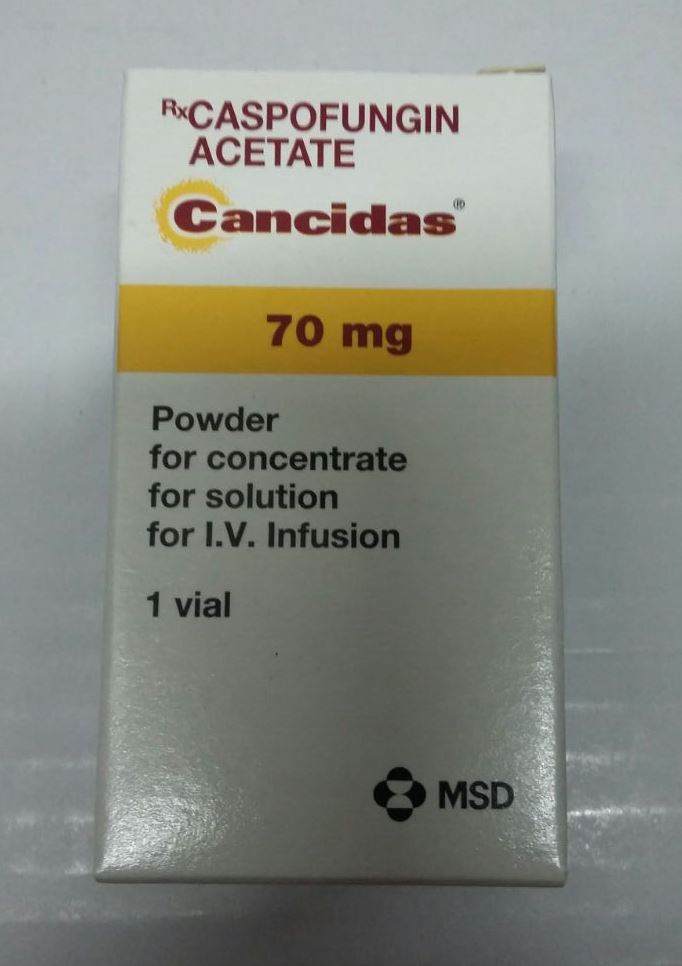 RxCASPOFUNGIN
ACETATE
Cancidas®
70 mg
Powder
for concentrate
for solution
for I.V. Infusion
1 vial
MSD